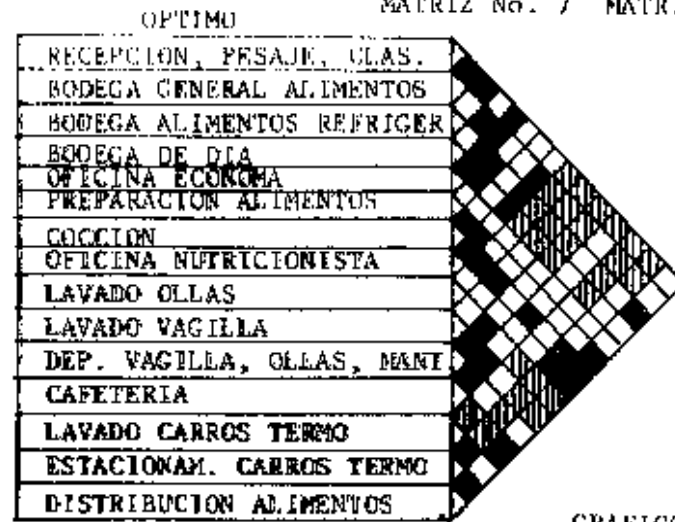 MATRIZ No. 7 MATR
OPTIMO
RECEPCION, PESAJE, CLAS.
BODEGA GENERAL ALIMENTOS
BODEGA ALIMENTOS REFRIGER
BODEGA DE DIA
OFICINA ECONOMA
PREPARACION ALIMENTOS
COCCION
OFICINA NUTRICIONISTA
LAVADO OLLAS
LAVADO VAGILLA
DEP. VAGILLA, OLLAS, MANT.
CAFETERIA
LAVADO CARROS TERMO
ESTACIONAM. CARROS TERMO
DISTRIBUCION ALIMENTOS
GRAFICO